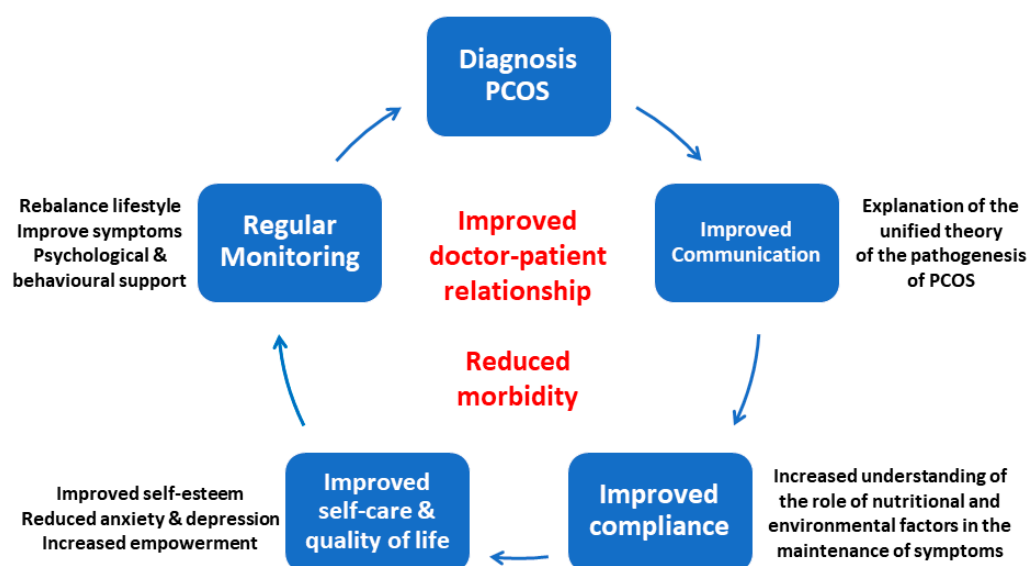 Diagnosis
PCOS
Improved
Communication
Explanation of the
unified theory
of the pathogenesis
of PCOS
Improved
compliance
Increased understanding of
the role of nutritional and
environmental factors in the
maintenance of symptoms
Improved
self-care &
quality of life
Improved self-esteem
Reduced anxiety & depression
Increased empowerment
Regular
Monitoring
Rebalance lifestyle
Improve symptoms
Psychological &
behavioural support
Improved
doctor-patient
relationship
Reduced
morbidity